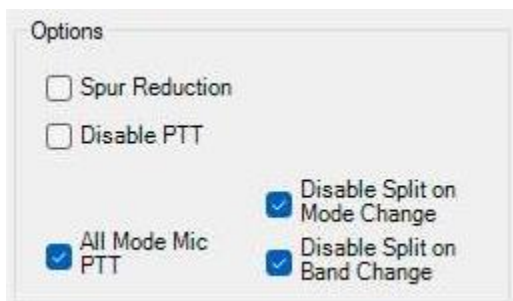 Options
Spur Reduction
Disable PTT
Disable Split on
Mode Change
All Mode Mic
PTT
Disable Split on
Band Change